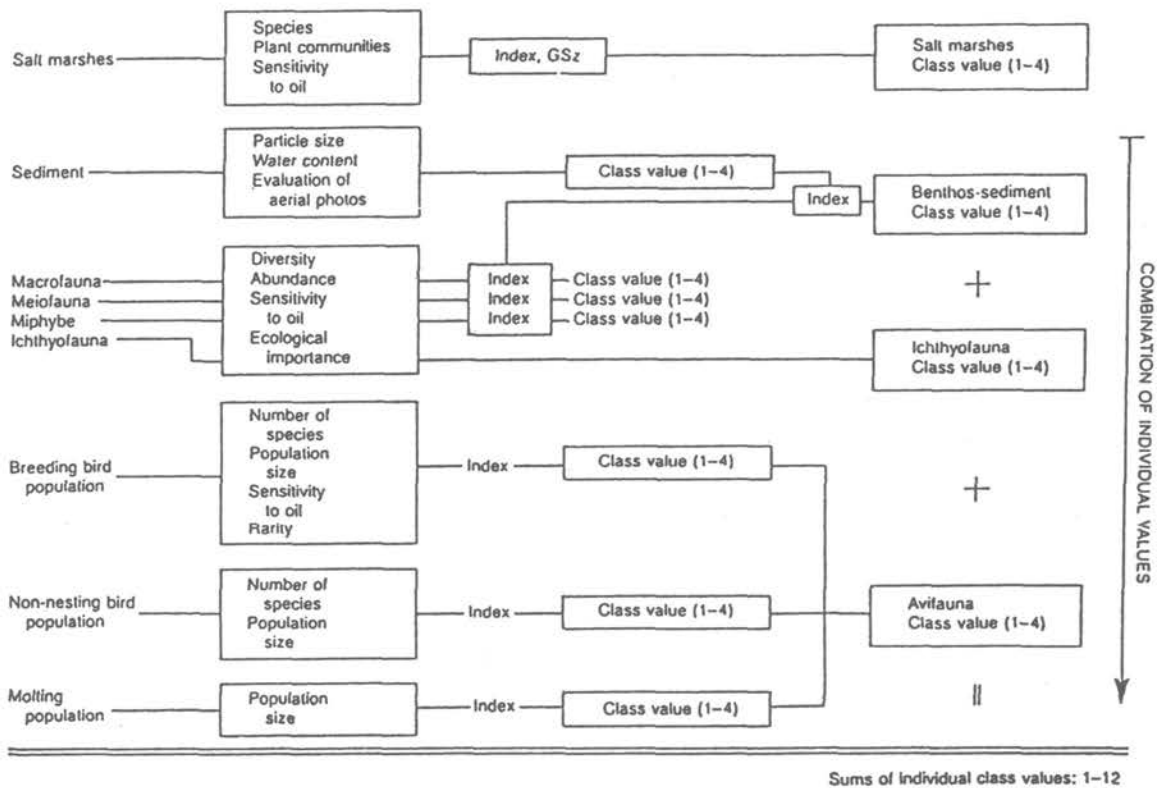 Salt marshes
Species
Plant communities
Sensitivity
to oil
Index, GSz
Salt marshes
Class value (1–4)
Sediment
Particle size
Water content
Evaluation of
aerial photos
Class value (1–4)
Index
Benthos-sediment
Class value (1–4)
Macrofauna
Meiofauna
Miphybe
Ichthyofauna
Diversity
Abundance
Sensitivity
to oil
Ecological
importance
Index
Index
Index
Class value (1–4)
Class value (1–4)
Class value (1–4)
+
Ichthyofauna
Class value (1–4)
Breeding bird
population
Number of
species
Population
size
Sensitivity
to oil
Rarity
Index
Class value (1–4)
+
Non-nesting bird
population
Number of
species
Population
size
Index
Class value (1–4)
Avifauna
Class value (1–4)
Molting
population
Population
size
Index
Class value (1–4)
=
COMBINATION OF INDIVIDUAL VALUES
Sums of individual class values: 1–12